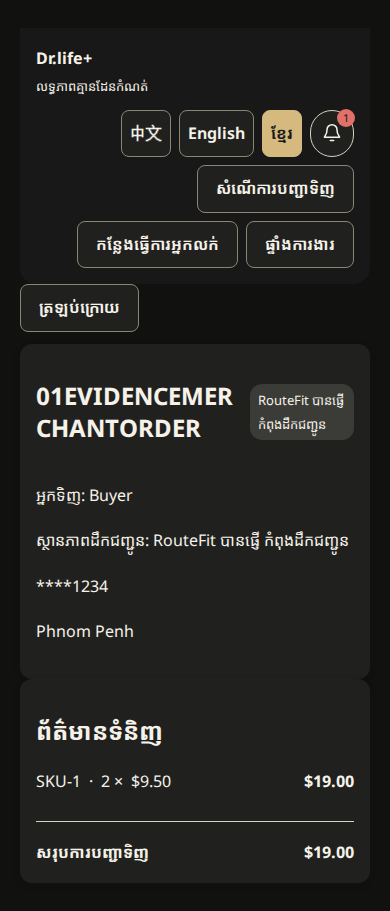 Dr.life+
លទ្ធភាពគ្មានដែនកំណត់
中文 English ខ្មែរ 1
សំណើការបញ្ជាទិញ
កន្លែងធ្វើការអ្នកលក់ ផ្ទាំងការងារ
ត្រឡប់ក្រោយ
01EVIDENCEMER
CHANTORDER
RouteFit បានផ្ញើ
កំពុងដឹកជញ្ជូន
អ្នកទិញ: Buyer
ស្ថានភាពដឹកជញ្ជូន: RouteFit បានផ្ញើ កំពុងដឹកជញ្ជូន
****1234
Phnom Penh
ព័ត៌មានទំនិញ
SKU-1 · 2 × $9.50 $19.00
សរុបការបញ្ជាទិញ $19.00